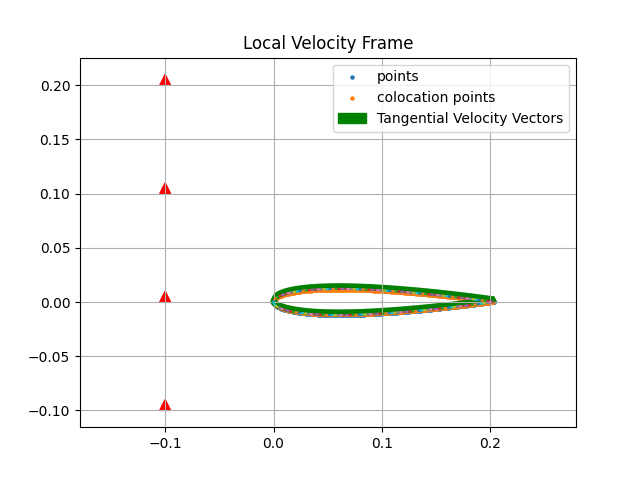 Local Velocity Frame
points
colocation points
Tangential Velocity Vectors
0.20
0.15
0.10
0.05
0.00
−0.05
−0.10
−0.1 0.0 0.1 0.2